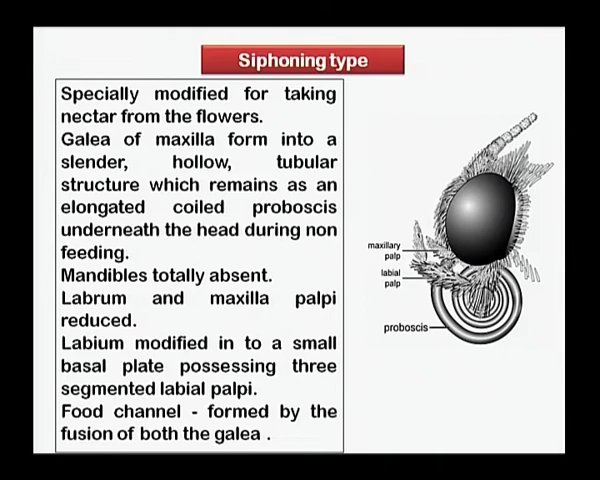 Siphoning type
Specially modified for taking
nectar from the flowers.
Galea of maxilla form into a
slender, hollow, tubular
structure which remains as an
elongated coiled proboscis
underneath the head during non
feeding.
Mandibles totally absent.
Labrum and maxilla palpi
reduced.
Labium modified in to a small
basal plate possessing three
segmented labial palpi.
Food channel - formed by the
fusion of both the galea .
maxillary
palp
labial
palp
proboscis